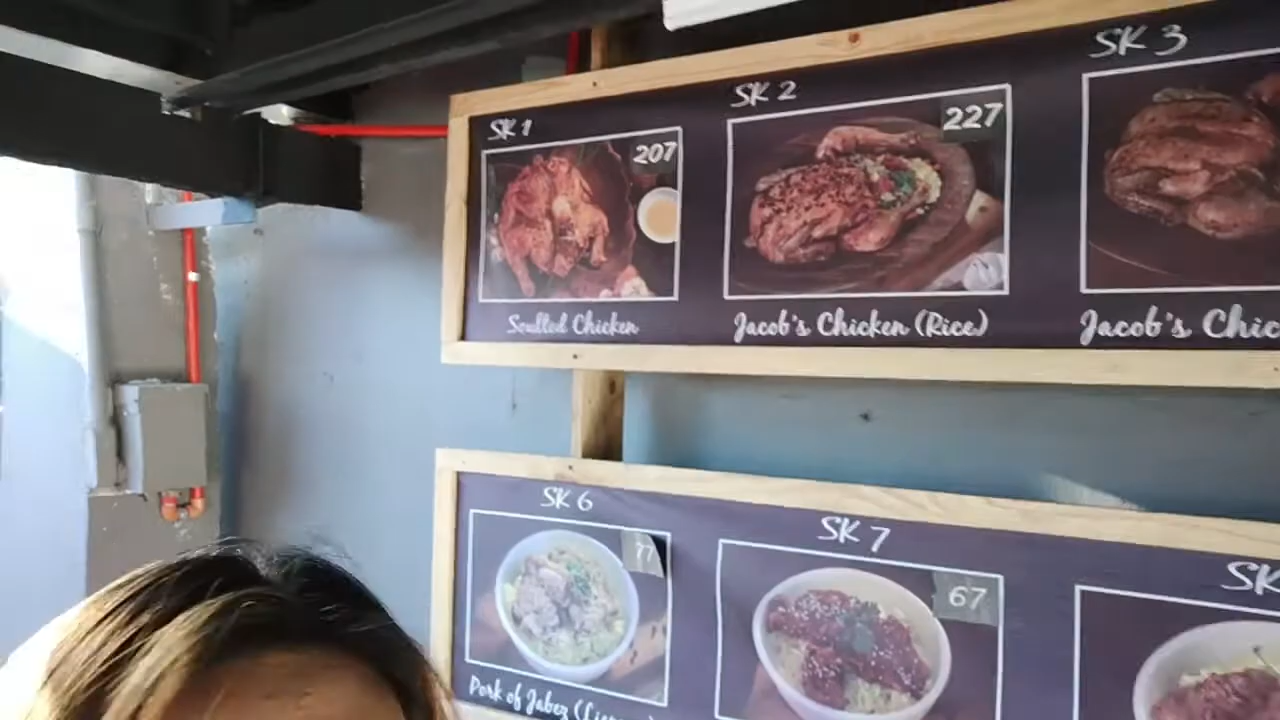 SK 1
207
Soulled Chicken
SK 2
227
Jacob's Chicken (Rice)
SK 3
Jacob's Chic
SK 6
77
Pork of Jabez
SK 7
67
SK